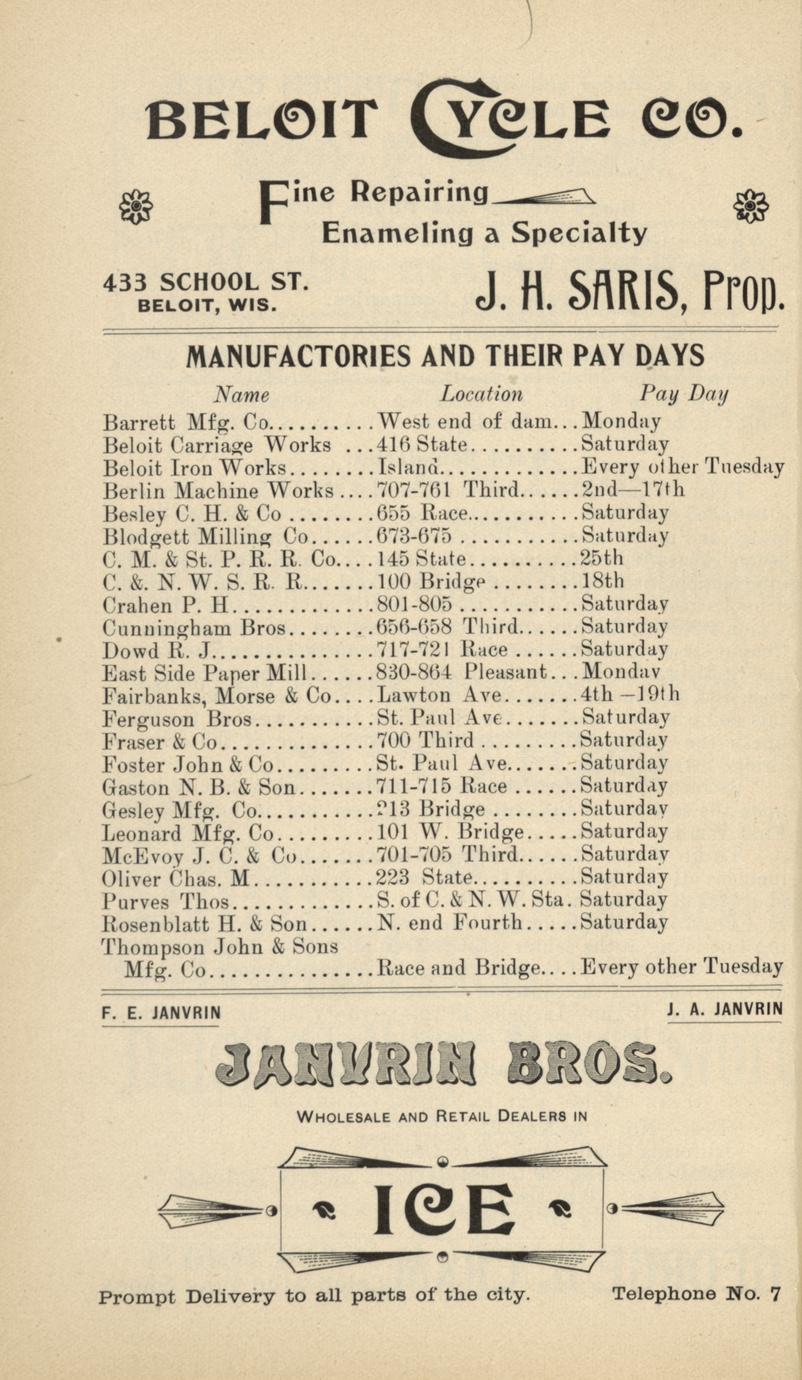 BELOIT CYCLE CO.
Fine Repairing
Enameling a Specialty
433 SCHOOL ST.
BELOIT, WIS.
J. H. SARIS, Prop.
MANUFACTORIES AND THEIR PAY DAYS
Name Location Pay Day
Barrett Mfg. Co..........West end of dam...Monday
Beloit Carriage Works ...416 State..........Saturday
Beloit Iron Works........Island.............Every other Tuesday
Berlin Machine Works....707-761 Third......2nd—17th
Besley C. H. & Co ........655 Race...........Saturday
Blodgett Milling Co......673-675 ...........Saturday
C. M. & St. P. R. R. Co....145 State..........25th
C. &. N. W. S. R. R.......100 Bridge ........18th
Crahen P. H.............801-805 ...........Saturday
Cunningham Bros........656-658 Third......Saturday
Dowd R. J...............717-721 Race ......Saturday
East Side Paper Mill......830-864 Pleasant...Monday
Fairbanks, Morse & Co....Lawton Ave.......4th—19th
Ferguson Bros...........St. Paul Ave.......Saturday
Fraser & Co.............700 Third .........Saturday
Foster John & Co.........St. Paul Ave.......Saturday
Gaston N. B. & Son.......711-715 Race ......Saturday
Gesley Mfg. Co...........213 Bridge ........Saturday
Leonard Mfg. Co.........101 W. Bridge.....Saturday
McEvoy J. C. & Co.......701-705 Third......Saturday
Oliver Chas. M...........223 State..........Saturday
Purves Thos.............S. of C. & N. W. Sta. Saturday
Rosenblatt H. & Son......N. end Fourth.....Saturday
Thompson John & Sons
Mfg. Co...............Race and Bridge....Every other Tuesday
F. E. JANVRIN J. A. JANVRIN
JANVRIN BROS.
WHOLESALE AND RETAIL DEALERS IN
ICE
Prompt Delivery to all parts of the city. Telephone No. 7